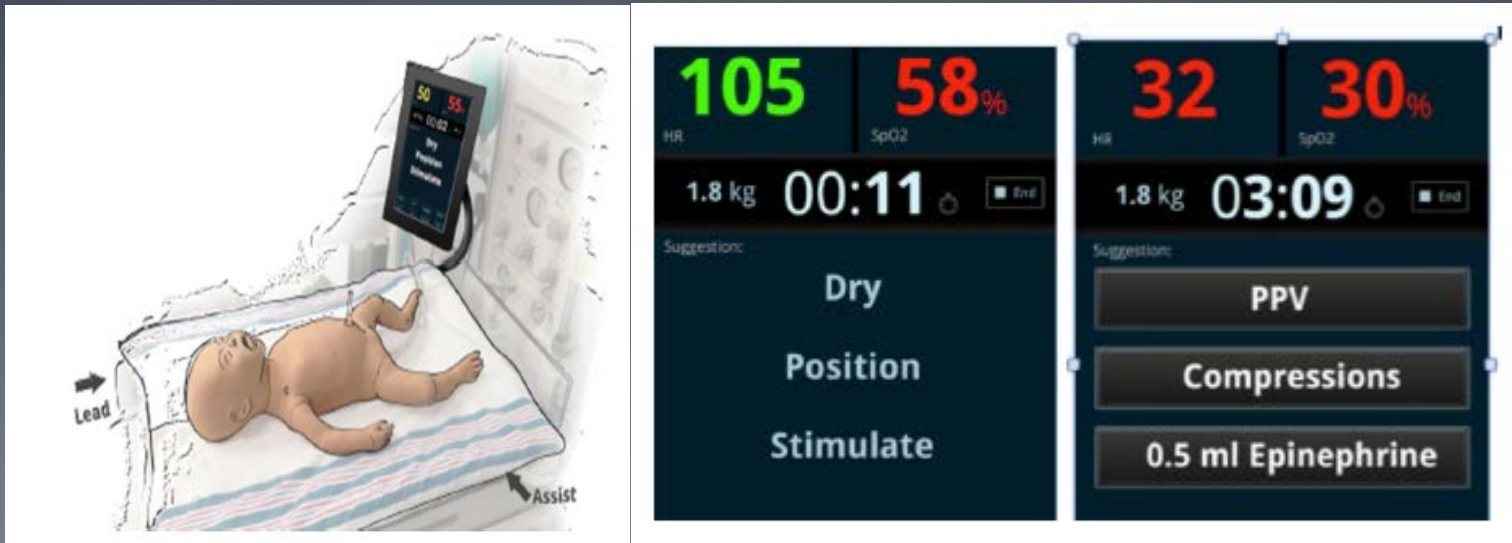 50 55%
00:02
Dry
Position
Stimulate
Lead
Assist
105 58%
HR SpO2
1.8 kg 00:11 End
Suggestion:
Dry
Position
Stimulate
32 30%
HR SpO2
1.8 kg 03:09 End
Suggestion:
PPV
Compressions
0.5 ml Epinephrine